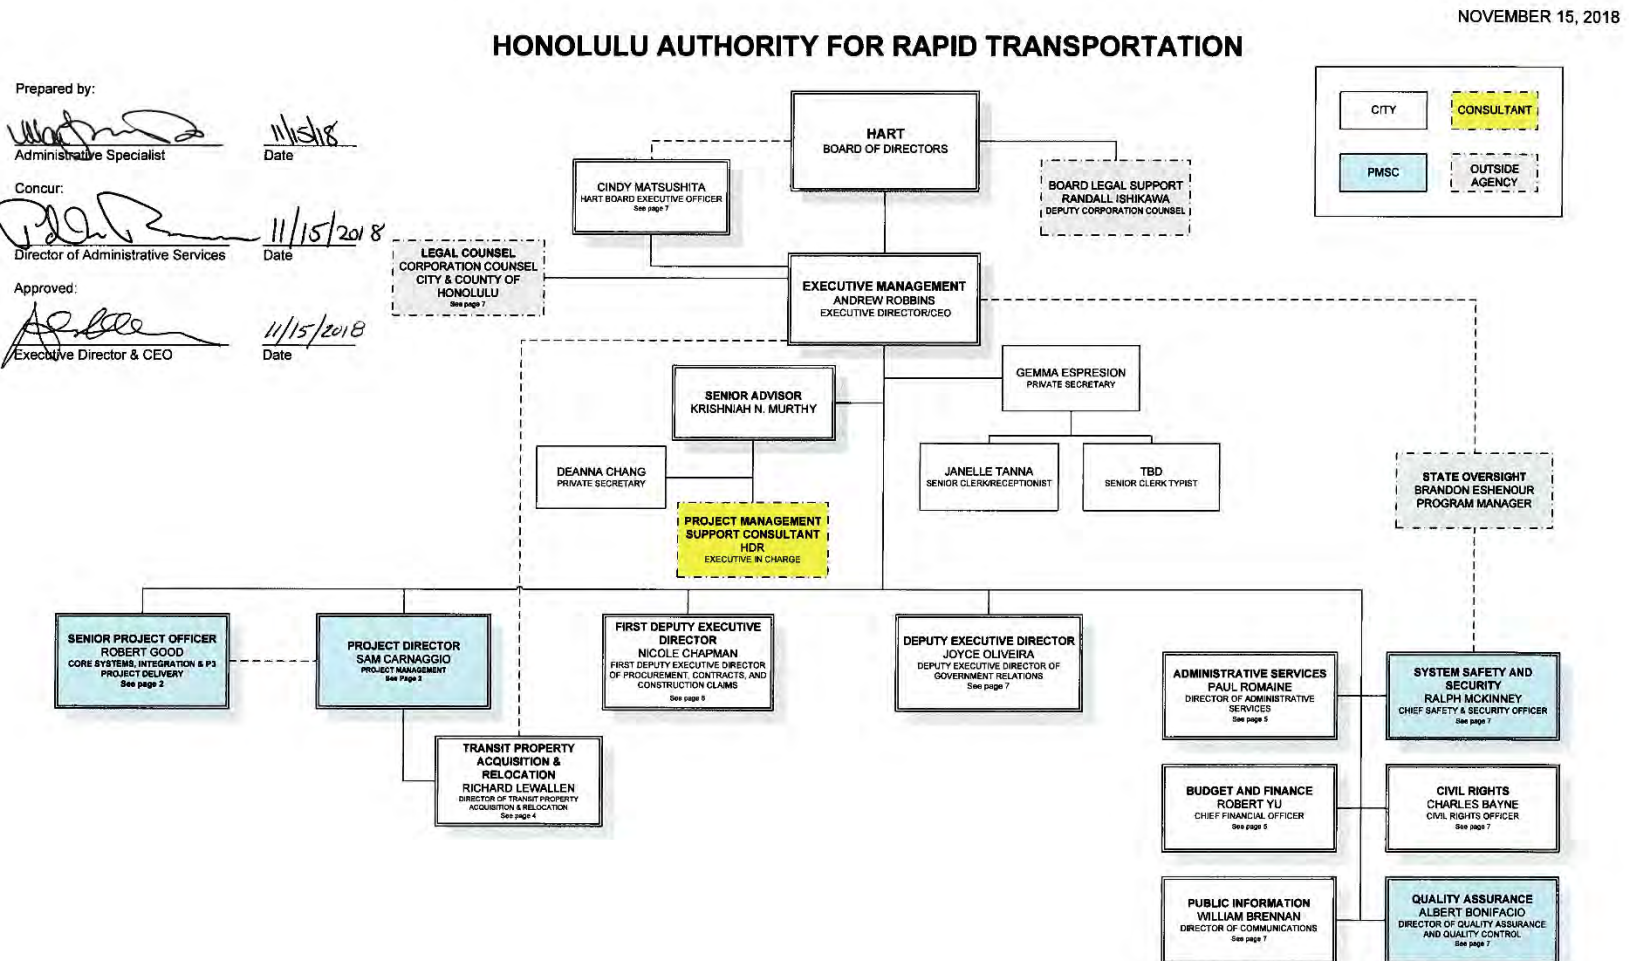 NOVEMBER 15, 2018
HONOLULU AUTHORITY FOR RAPID TRANSPORTATION
Prepared by:
11/15/18
Administrative Specialist
Date
Concur:
11/15/2018
Director of Administrative Services
Date
Approved:
11/15/2018
Executive Director & CEO
Date
CITY
CONSULTANT
PMSC
OUTSIDE
AGENCY
HART
BOARD OF DIRECTORS
CINDY MATSUSHITA
HART BOARD EXECUTIVE OFFICER
See page 7
BOARD LEGAL SUPPORT
RANDALL ISHIKAWA
DEPUTY CORPORATION COUNSEL
LEGAL COUNSEL
CORPORATION COUNSEL
CITY & COUNTY OF
HONOLULU
See page 7
EXECUTIVE MANAGEMENT
ANDREW ROBBINS
EXECUTIVE DIRECTOR/CEO
GEMMA ESPRESION
PRIVATE SECRETARY
SENIOR ADVISOR
KRISHNIAH N. MURTHY
DEANNA CHANG
PRIVATE SECRETARY
JANELLE TANNA
SENIOR CLERK/RECEPTIONIST
TBD
SENIOR CLERK TYPIST
STATE OVERSIGHT
BRANDON ESHENOUR
PROGRAM MANAGER
PROJECT MANAGEMENT
SUPPORT CONSULTANT
HDR
EXECUTIVE IN CHARGE
SENIOR PROJECT OFFICER
ROBERT GOOD
CORE SYSTEMS, INTEGRATION & P3
PROJECT DELIVERY
See page 2
PROJECT DIRECTOR
SAM CARNAGGIO
PROJECT MANAGEMENT
See Page
FIRST DEPUTY EXECUTIVE
DIRECTOR
NICOLE CHAPMAN
FIRST DEPUTY EXECUTIVE DIRECTOR
OF PROCUREMENT, CONTRACTS, AND
CONSTRUCTION CLAIMS
See page
DEPUTY EXECUTIVE DIRECTOR
JOYCE OLIVEIRA
DEPUTY EXECUTIVE DIRECTOR OF
GOVERNMENT RELATIONS
See page 7
TRANSIT PROPERTY
ACQUISITION &
RELOCATION
RICHARD LEWALLEN
DIRECTOR OF TRANSIT PROPERTY
ACQUISITION & RELOCATION
See page 4
ADMINISTRATIVE SERVICES
PAUL ROMAINE
DIRECTOR OF ADMINISTRATIVE
SERVICES
See page 5
SYSTEM SAFETY AND
SECURITY
RALPH MCKINNEY
CHIEF SAFETY & SECURITY OFFICER
See page 7
BUDGET AND FINANCE
ROBERT YU
CHIEF FINANCIAL OFFICER
See page 5
CIVIL RIGHTS
CHARLES BAYNE
CIVIL RIGHTS OFFICER
See page 7
PUBLIC INFORMATION
WILLIAM BRENNAN
DIRECTOR OF COMMUNICATIONS
See page 7
QUALITY ASSURANCE
ALBERT BONIFACIO
DIRECTOR OF QUALITY ASSURANCE
AND QUALITY CONTROL
See page 7